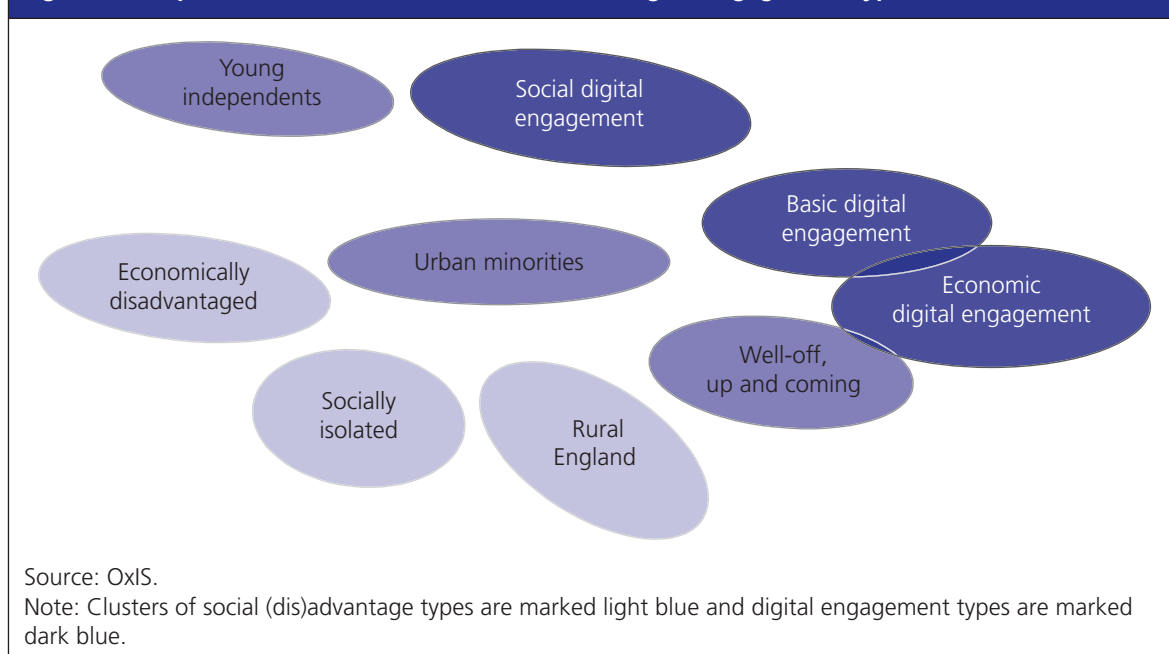 Young
independents
Social digital
engagement
Basic digital
engagement
Urban minorities
Economically
disadvantaged
Economic
digital engagement
Well-off,
up and coming
Socially
isolated
Rural
England
Source: OxIS.
Note: Clusters of social (dis)advantage types are marked light blue and digital engagement types are marked
dark blue.